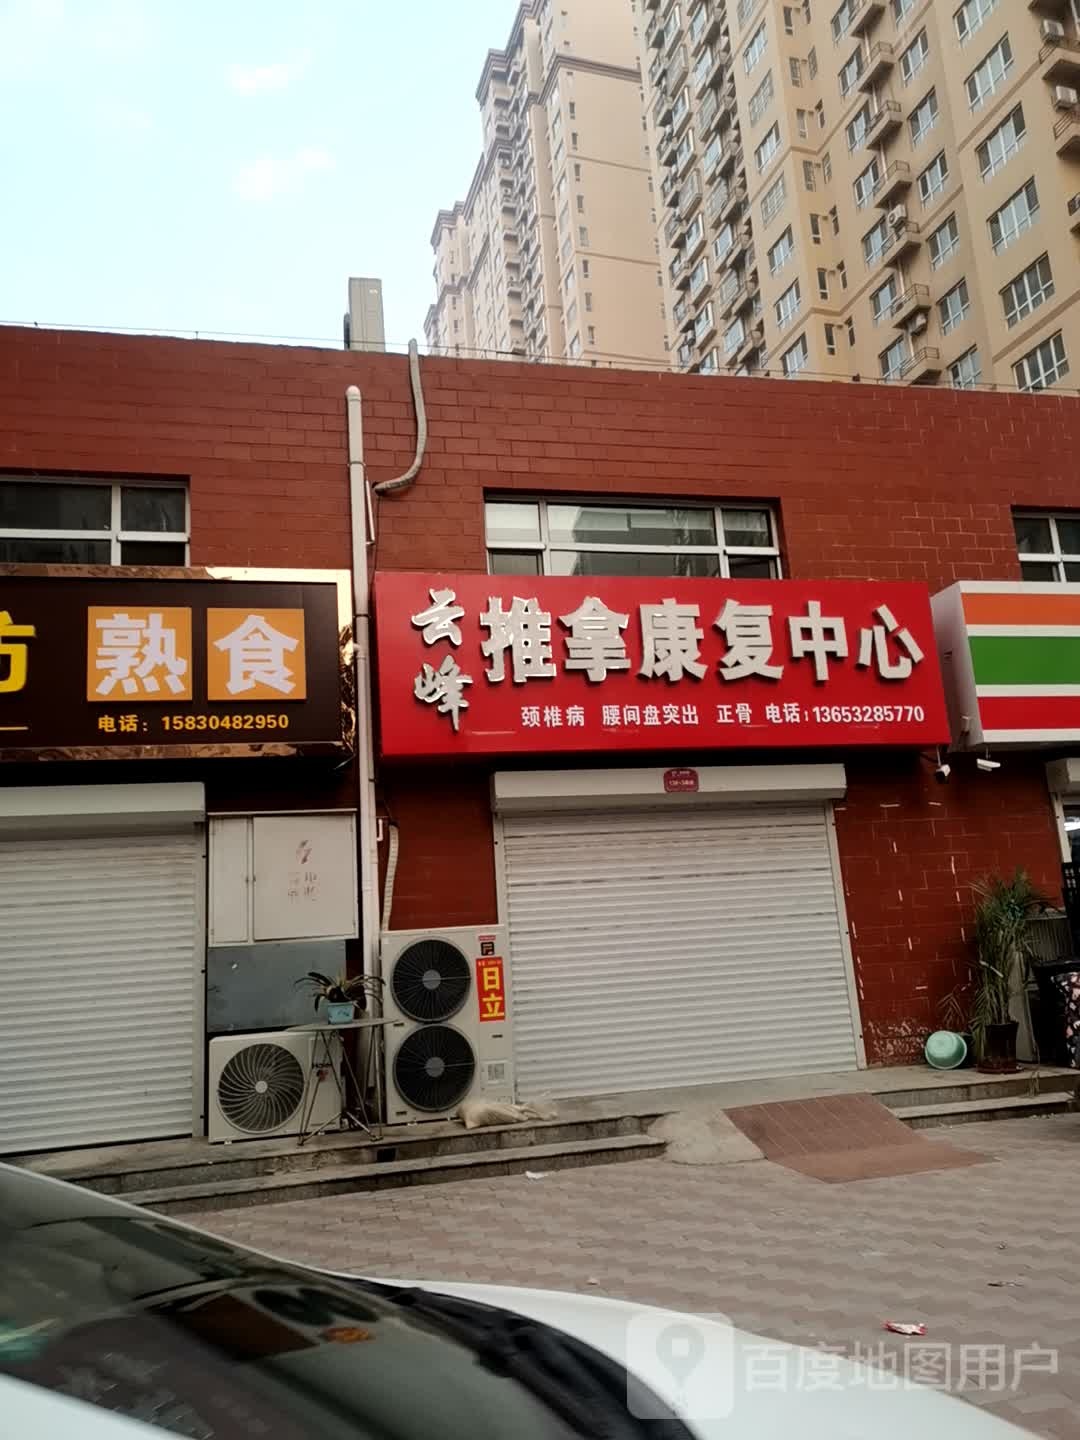 坊 熟食
电话：15830482950
云峰 推拿康复中心
颈椎病 腰间盘突出 正骨 电话：13653285770
日立
百度地图用户